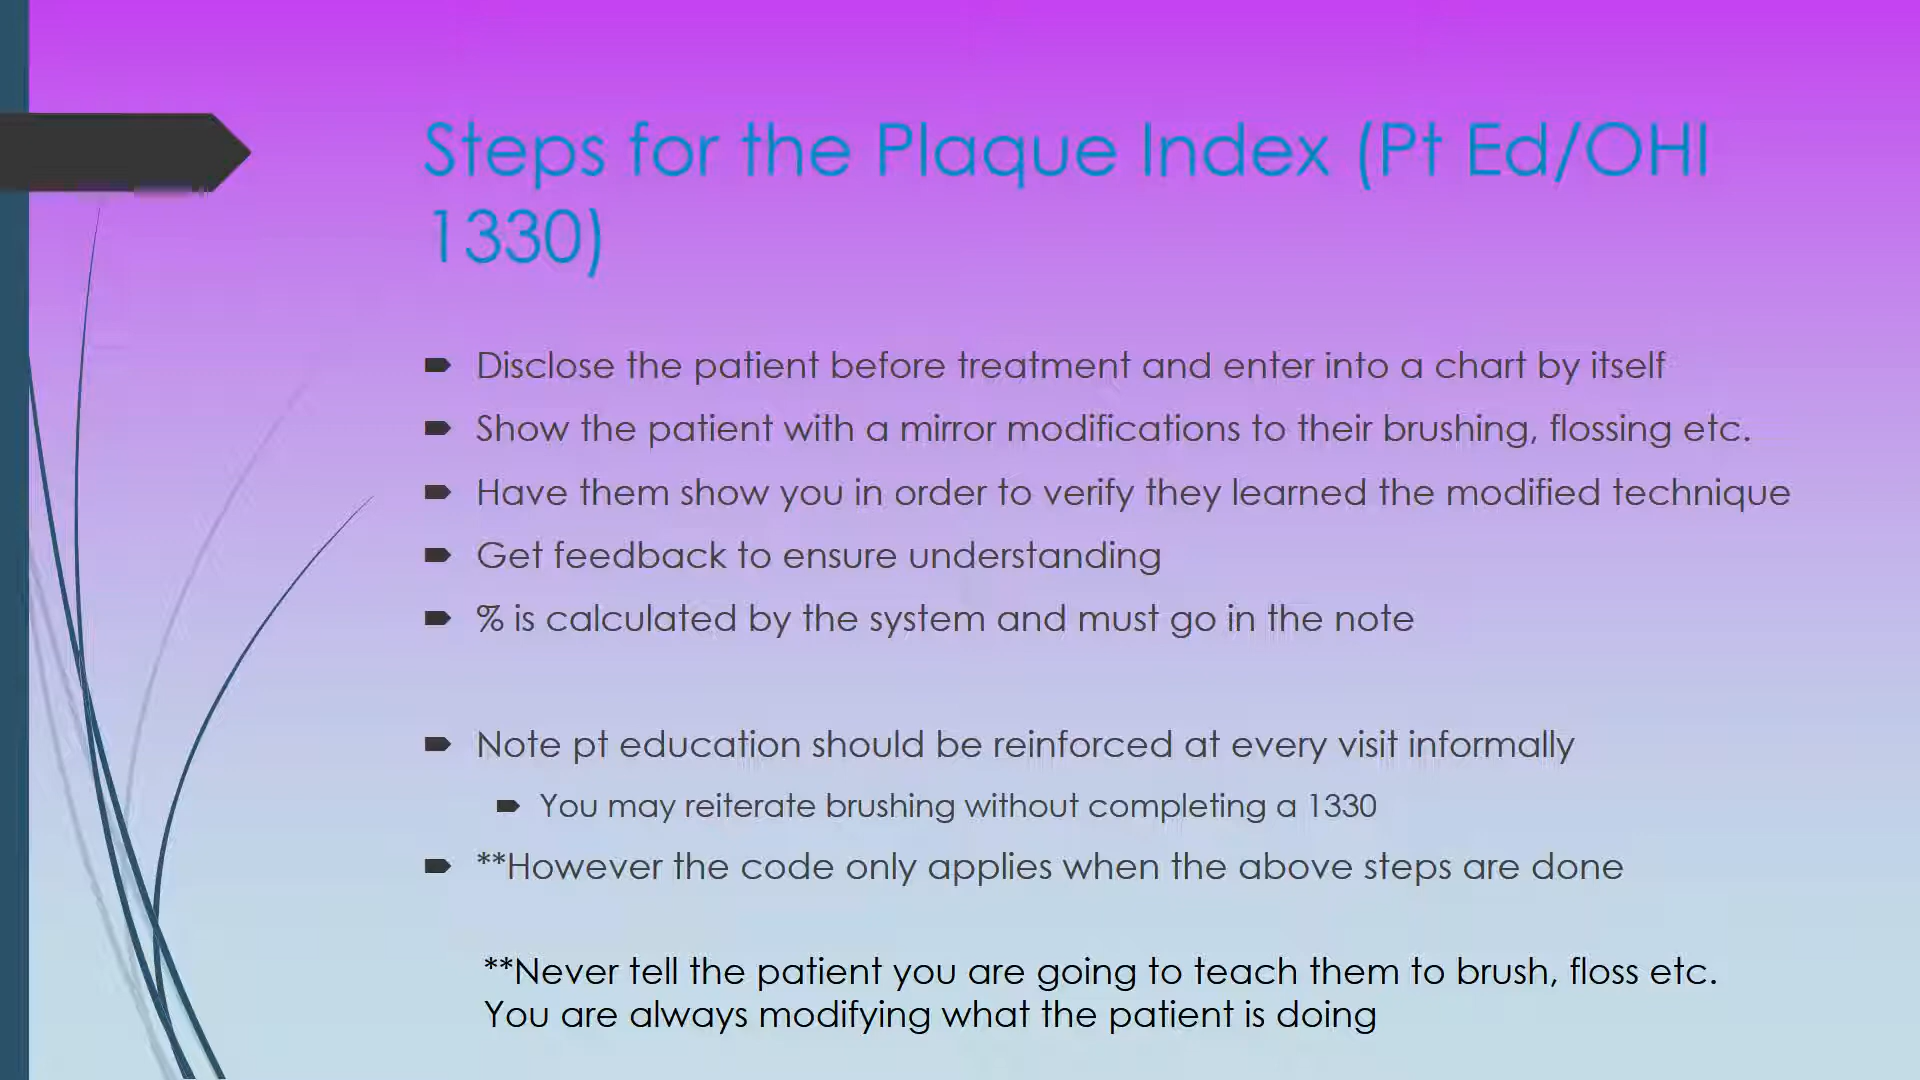 Steps for the Plaque Index (Pt Ed/OHI
1330)
Disclose the patient before treatment and enter into a chart by itself
Show the patient with a mirror modifications to their brushing, flossing etc.
Have them show you in order to verify they learned the modified technique
Get feedback to ensure understanding
% is calculated by the system and must go in the note
Note pt education should be reinforced at every visit informally
You may reiterate brushing without completing a 1330
**However the code only applies when the above steps are done
**Never tell the patient you are going to teach them to brush, floss etc.
You are always modifying what the patient is doing